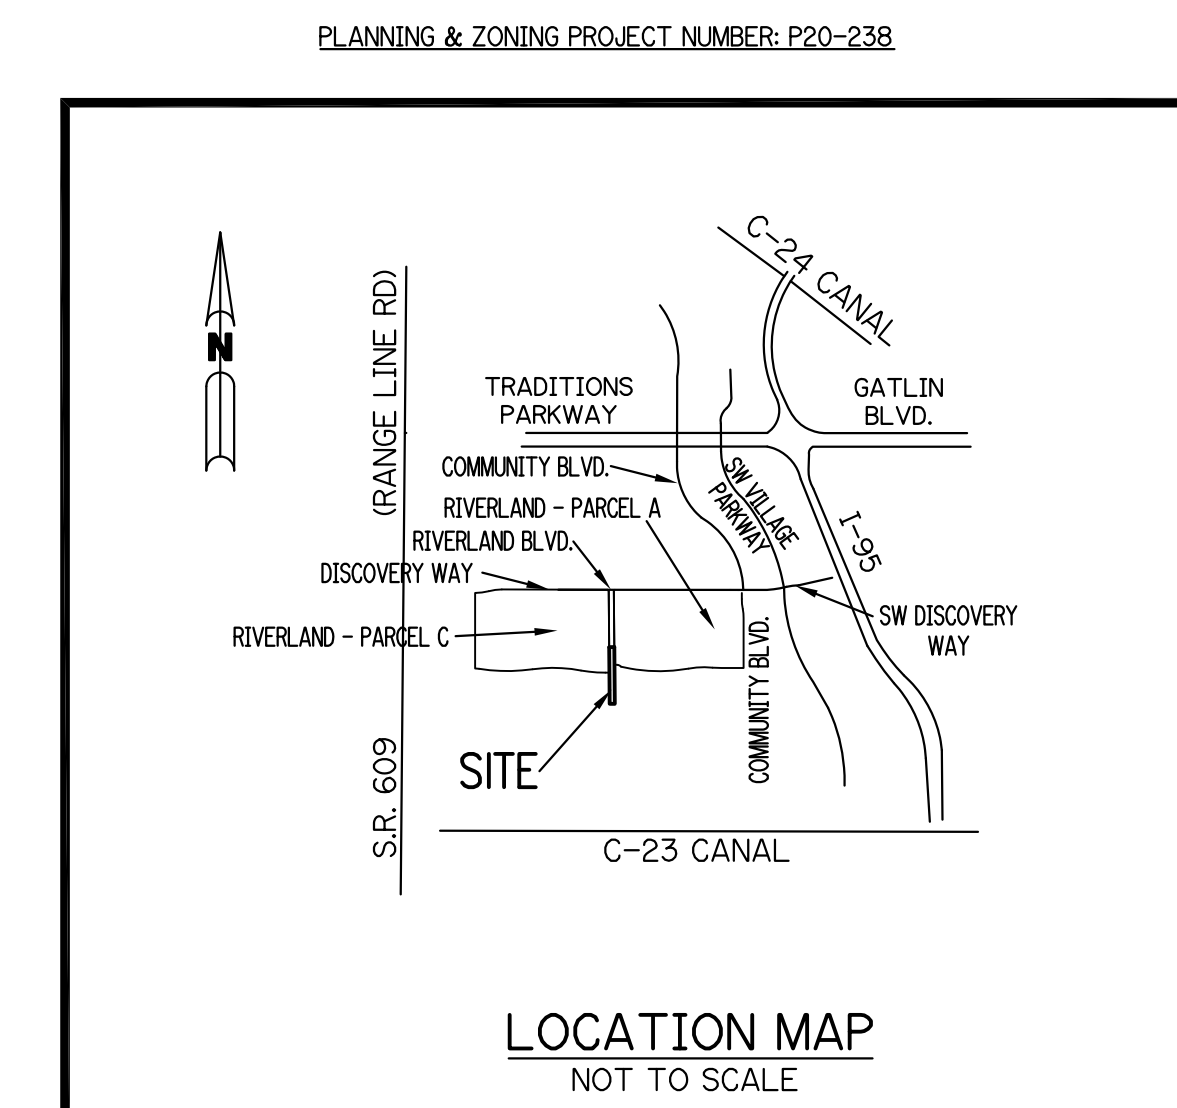 PLANNING & ZONING PROJECT NUMBER: P20-238
C-24 CANAL
N
(RANGE LINE RD)
TRADITIONS
PARKWAY
GATLIN
BLVD.
COMMUNITY BLVD.
SW VILLAGE
PARKWAY
RIVERLAND - PARCEL A
I-95
RIVERLAND BLVD.
DISCOVERY WAY
SW DISCOVERY
WAY
RIVERLAND - PARCEL C
COMMUNITY BLVD.
SITE
S.R. 609
C-23 CANAL
LOCATION MAP
NOT TO SCALE